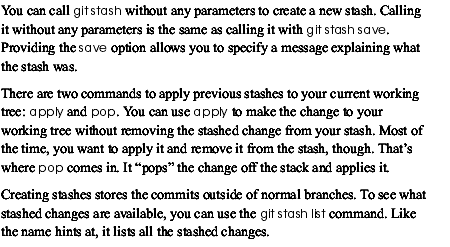 You can call git stash without any parameters to create a new stash. Calling
it without any parameters is the same as calling it with git stash save.
Providing the save option allows you to specify a message explaining what
the stash was.
There are two commands to apply previous stashes to your current working
tree: apply and pop. You can use apply to make the change to your
working tree without removing the stashed change from your stash. Most of
the time, you want to apply it and remove it from the stash, though. That’s
where pop comes in. It “pops” the change off the stack and applies it.
Creating stashes stores the commits outside of normal branches. To see what
stashed changes are available, you can use the git stash list command. Like
the name hints at, it lists all the stashed changes.